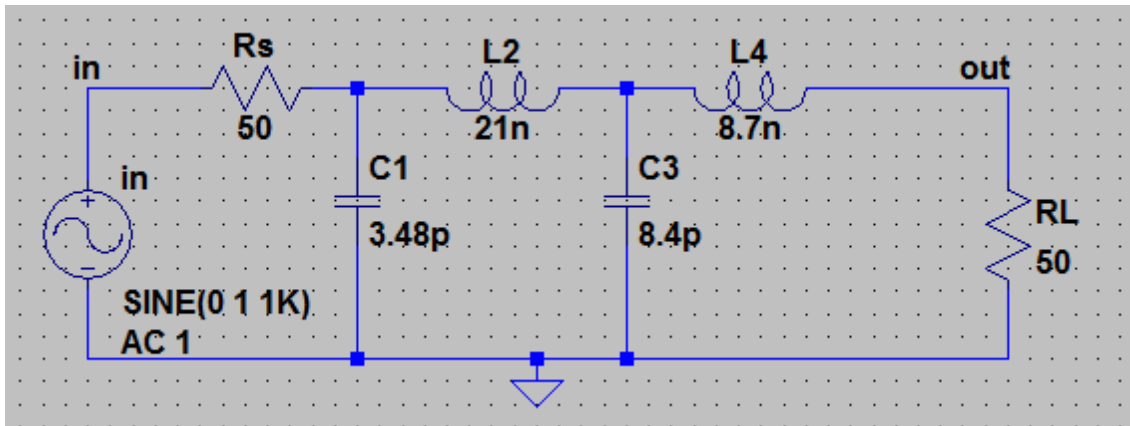 in
Rs
50
L2
21n
L4
8.7n
out
in
C1
3.48p
C3
8.4p
RL
50
SINE(0 1 1K)
AC 1